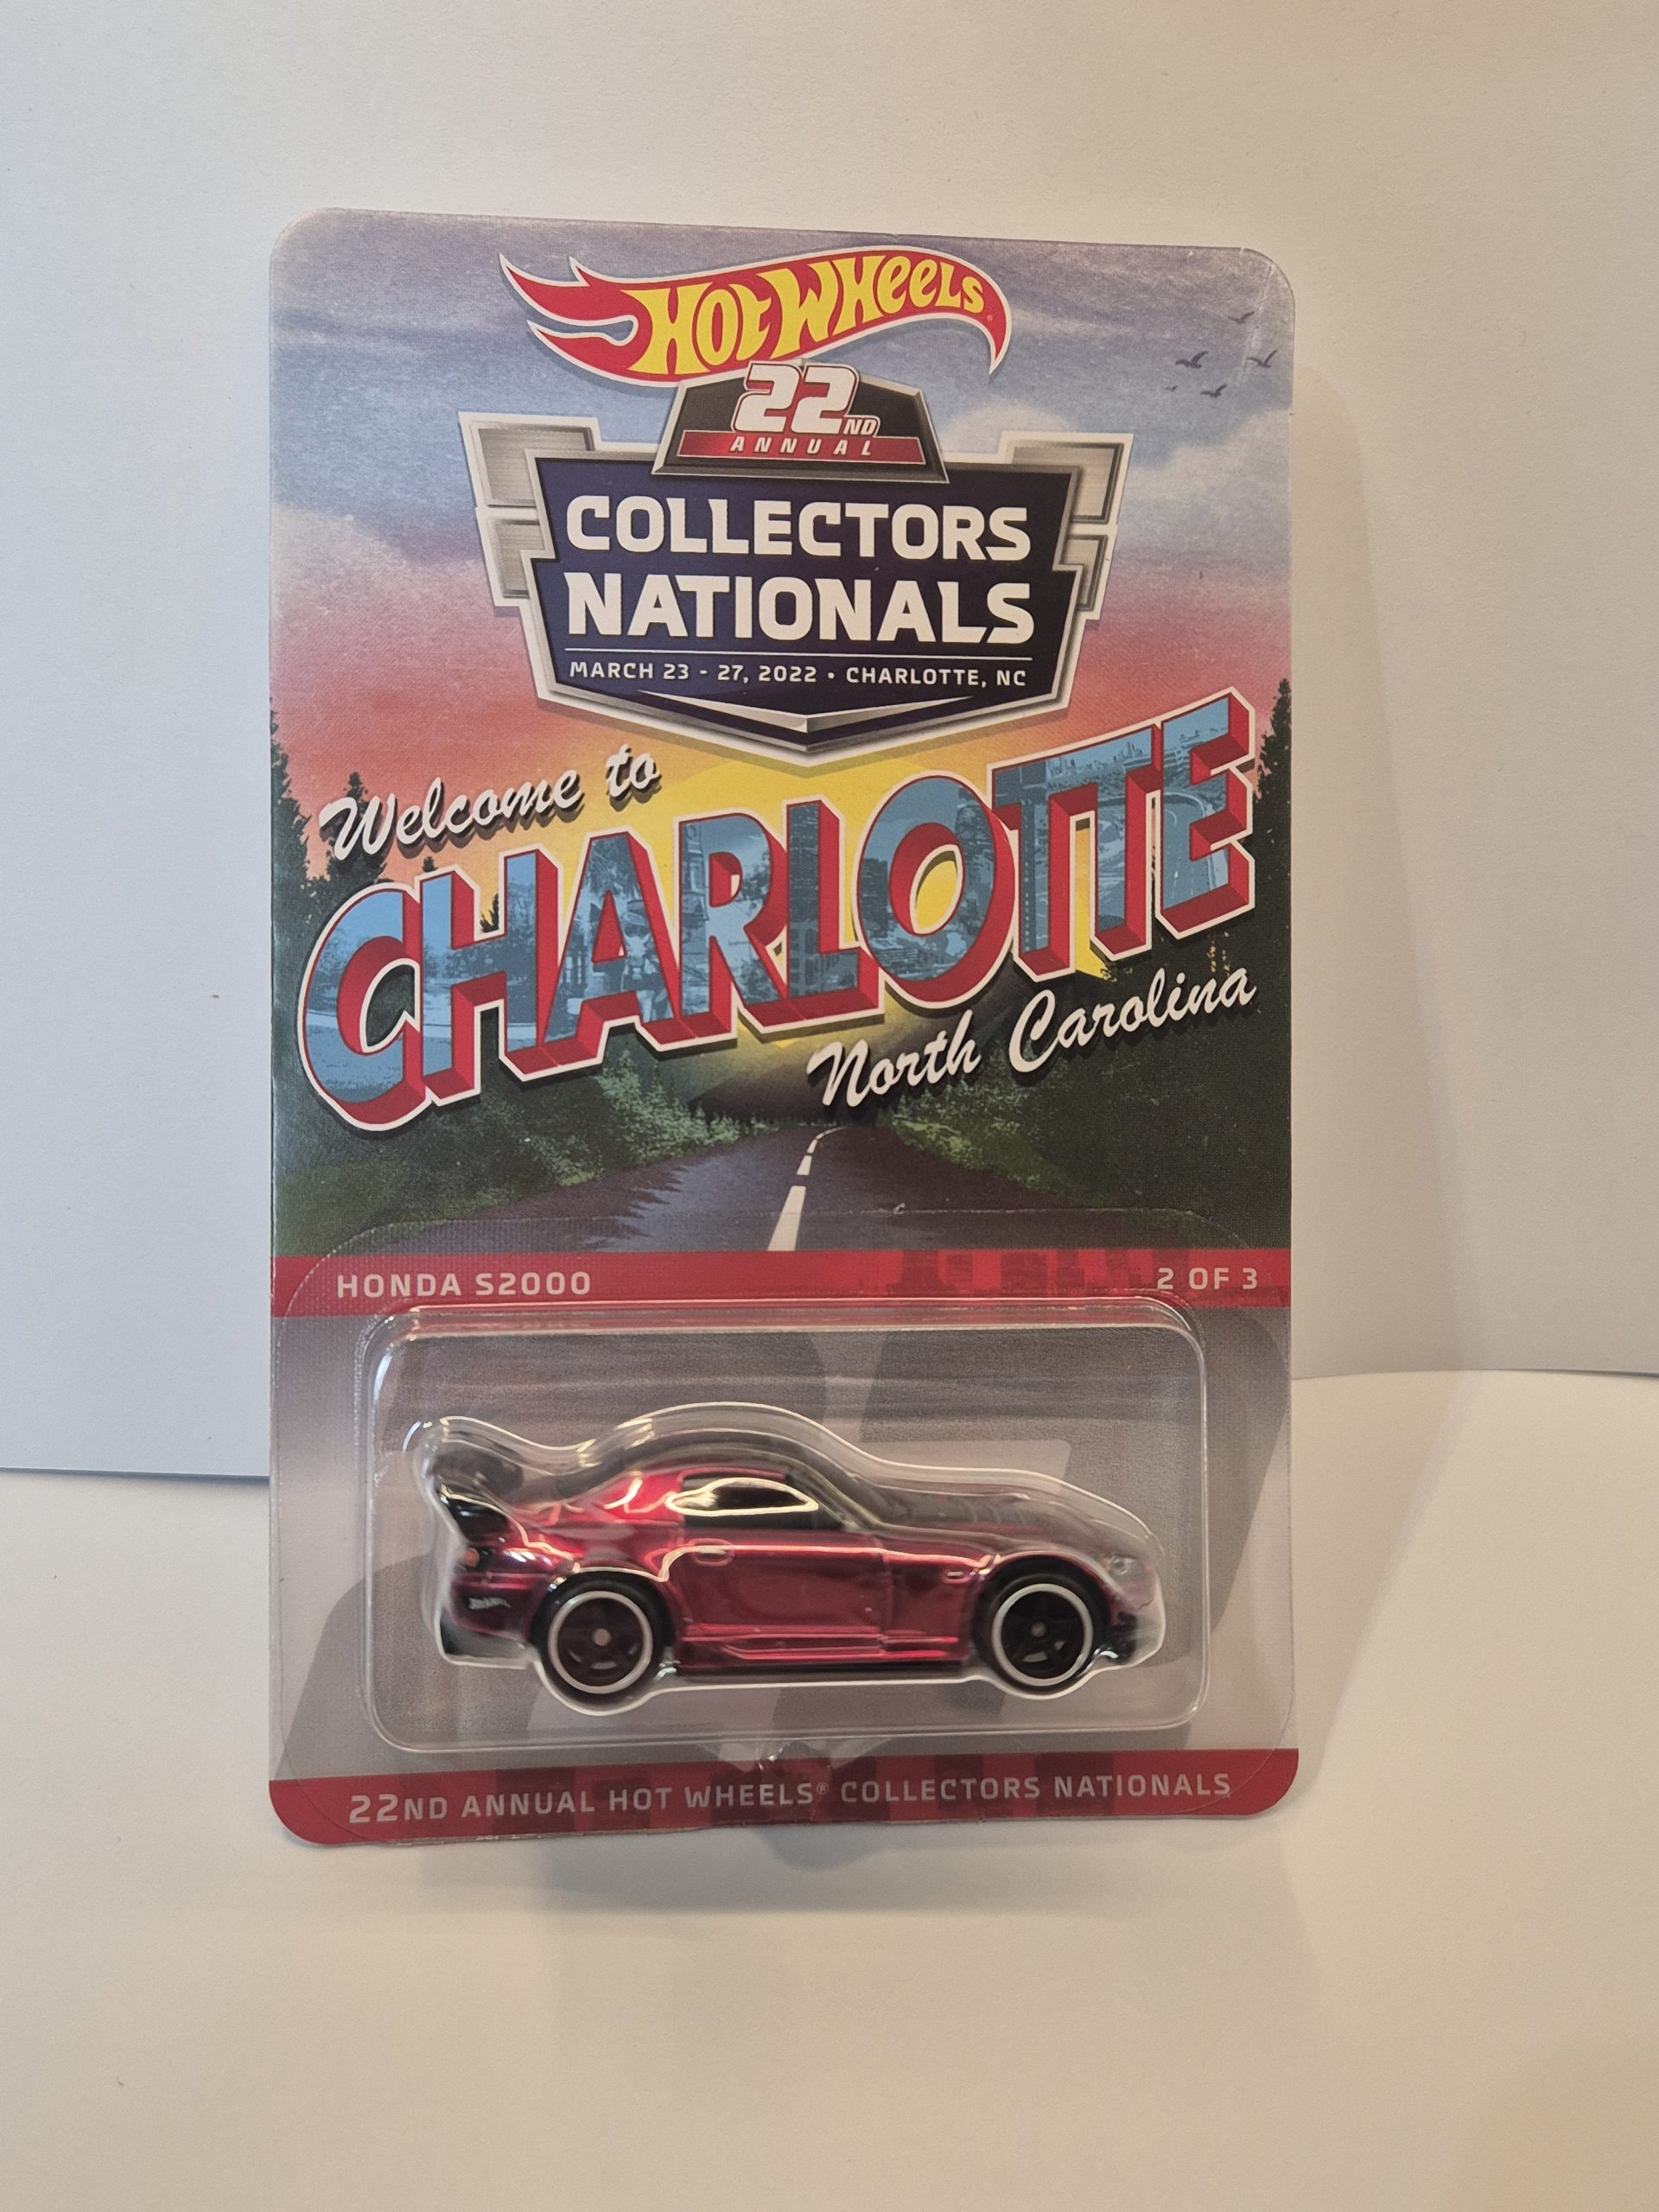 Hot Wheels
22ND
ANNUAL
COLLECTORS
NATIONALS
MARCH 23 - 27, 2022 • CHARLOTTE, NC
Welcome to
CHARLOTTE
North Carolina
HONDA S2000
2 OF 3
22ND ANNUAL HOT WHEELS® COLLECTORS NATIONALS